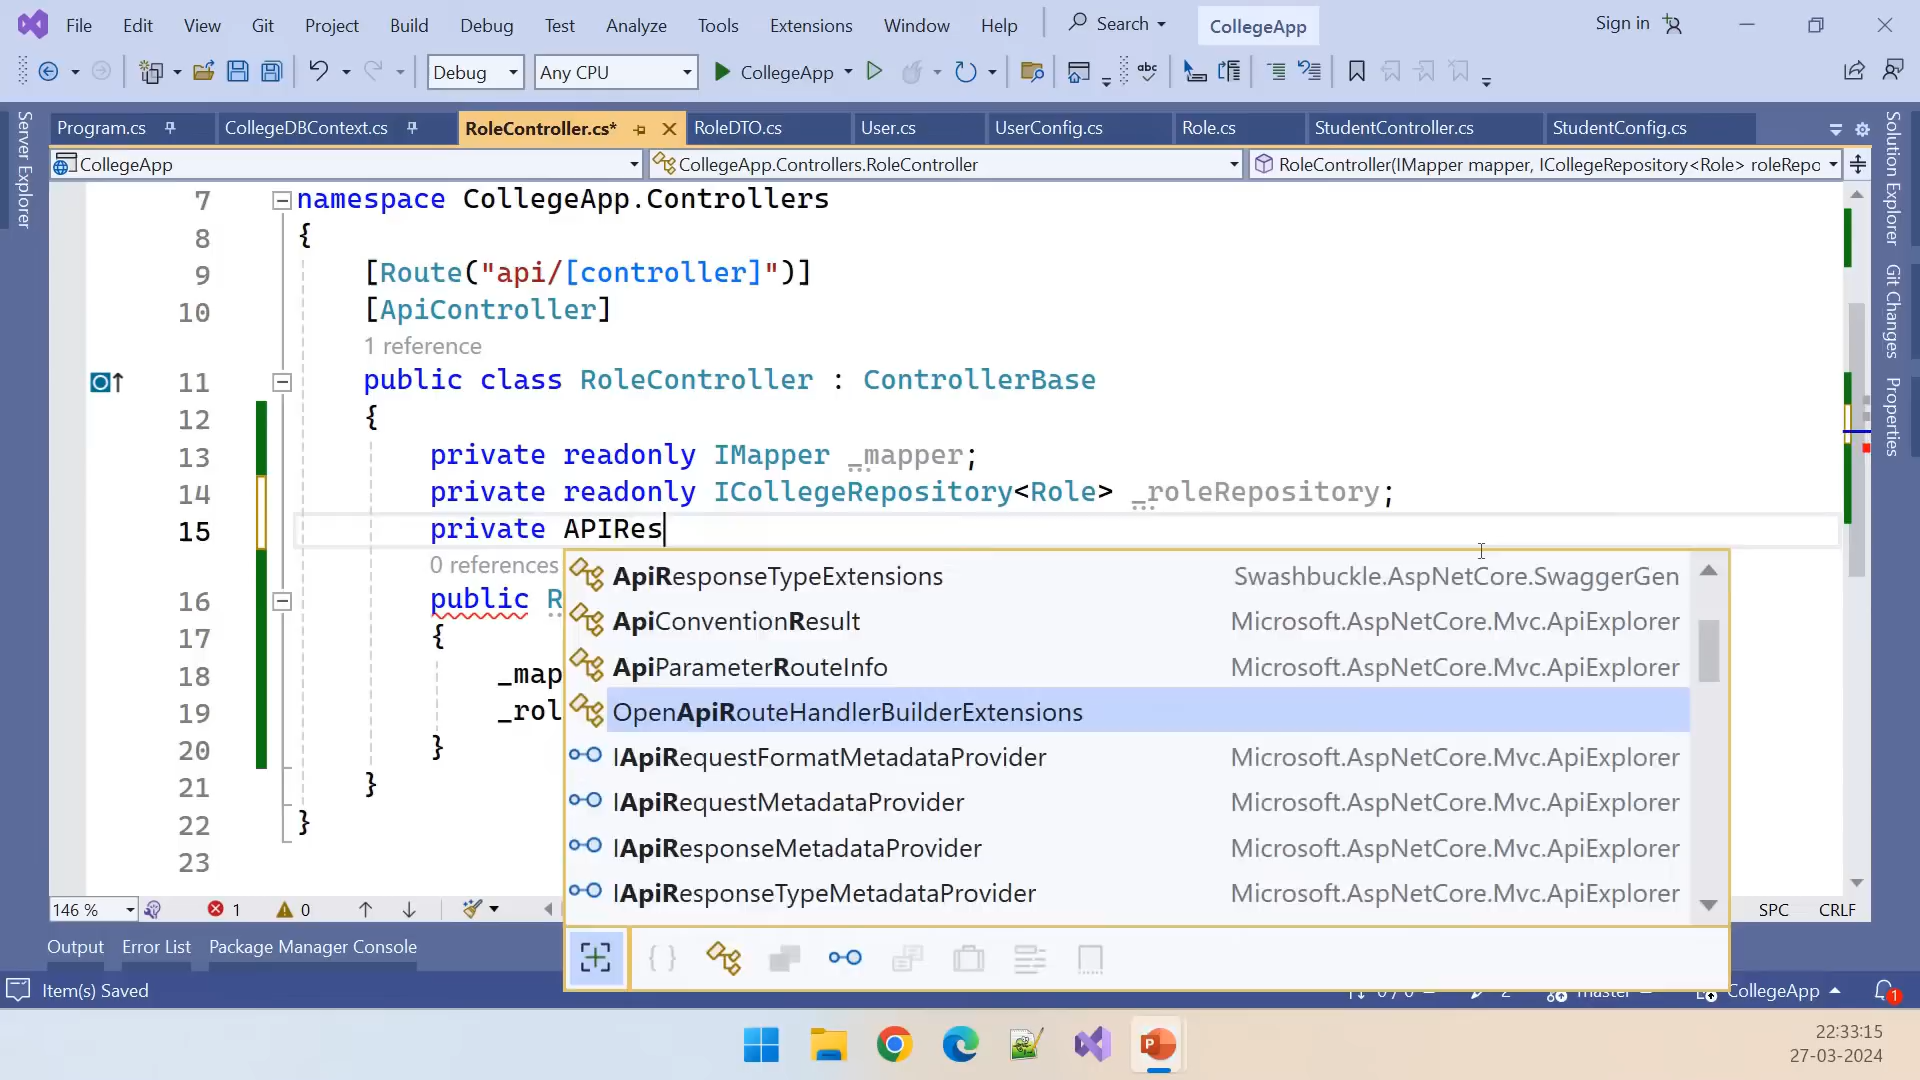 File Edit View Git Project Build Debug Test Analyze Tools Extensions Window Help Search CollegeApp Sign in
Debug Any CPU CollegeApp
Program.cs CollegeDBContext.cs RoleController.cs* RoleDTO.cs User.cs UserConfig.cs Role.cs StudentController.cs StudentConfig.cs
CollegeApp CollegeApp.Controllers.RoleController RoleController(IMapper mapper, ICollegeRepository<Role> roleRepo
Server Explorer
Solution Explorer
Git Changes
Properties
7 namespace CollegeApp.Controllers
8 {
9 [Route("api/[controller]")]
10 [ApiController]
1 reference
11 public class RoleController : ControllerBase
12 {
13 private readonly IMapper _mapper;
14 private readonly ICollegeRepository<Role> _roleRepository;
15 private APIRes
0 references
16 public R
17 {
18 _map
19 _rol
20 }
21 }
22 }
23
ApiResponseTypeExtensions Swashbuckle.AspNetCore.SwaggerGen
ApiConventionResult Microsoft.AspNetCore.Mvc.ApiExplorer
ApiParameterRouteInfo Microsoft.AspNetCore.Mvc.ApiExplorer
OpenApiRouteHandlerBuilderExtensions
IApiRequestFormatMetadataProvider Microsoft.AspNetCore.Mvc.ApiExplorer
IApiRequestMetadataProvider Microsoft.AspNetCore.Mvc.ApiExplorer
IApiResponseMetadataProvider Microsoft.AspNetCore.Mvc.ApiExplorer
IApiResponseTypeMetadataProvider Microsoft.AspNetCore.Mvc.ApiExplorer
146 % 1 0 SPC CRLF
Output Error List Package Manager Console
Item(s) Saved 0 / 0 2 master CollegeApp 1
22:33:15
27-03-2024